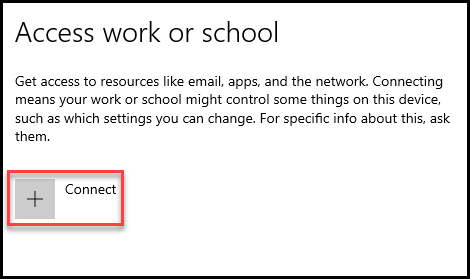 Access work or school
Get access to resources like email, apps, and the network. Connecting
means your work or school might control some things on this device,
such as which settings you can change. For specific info about this, ask
them.
Connect